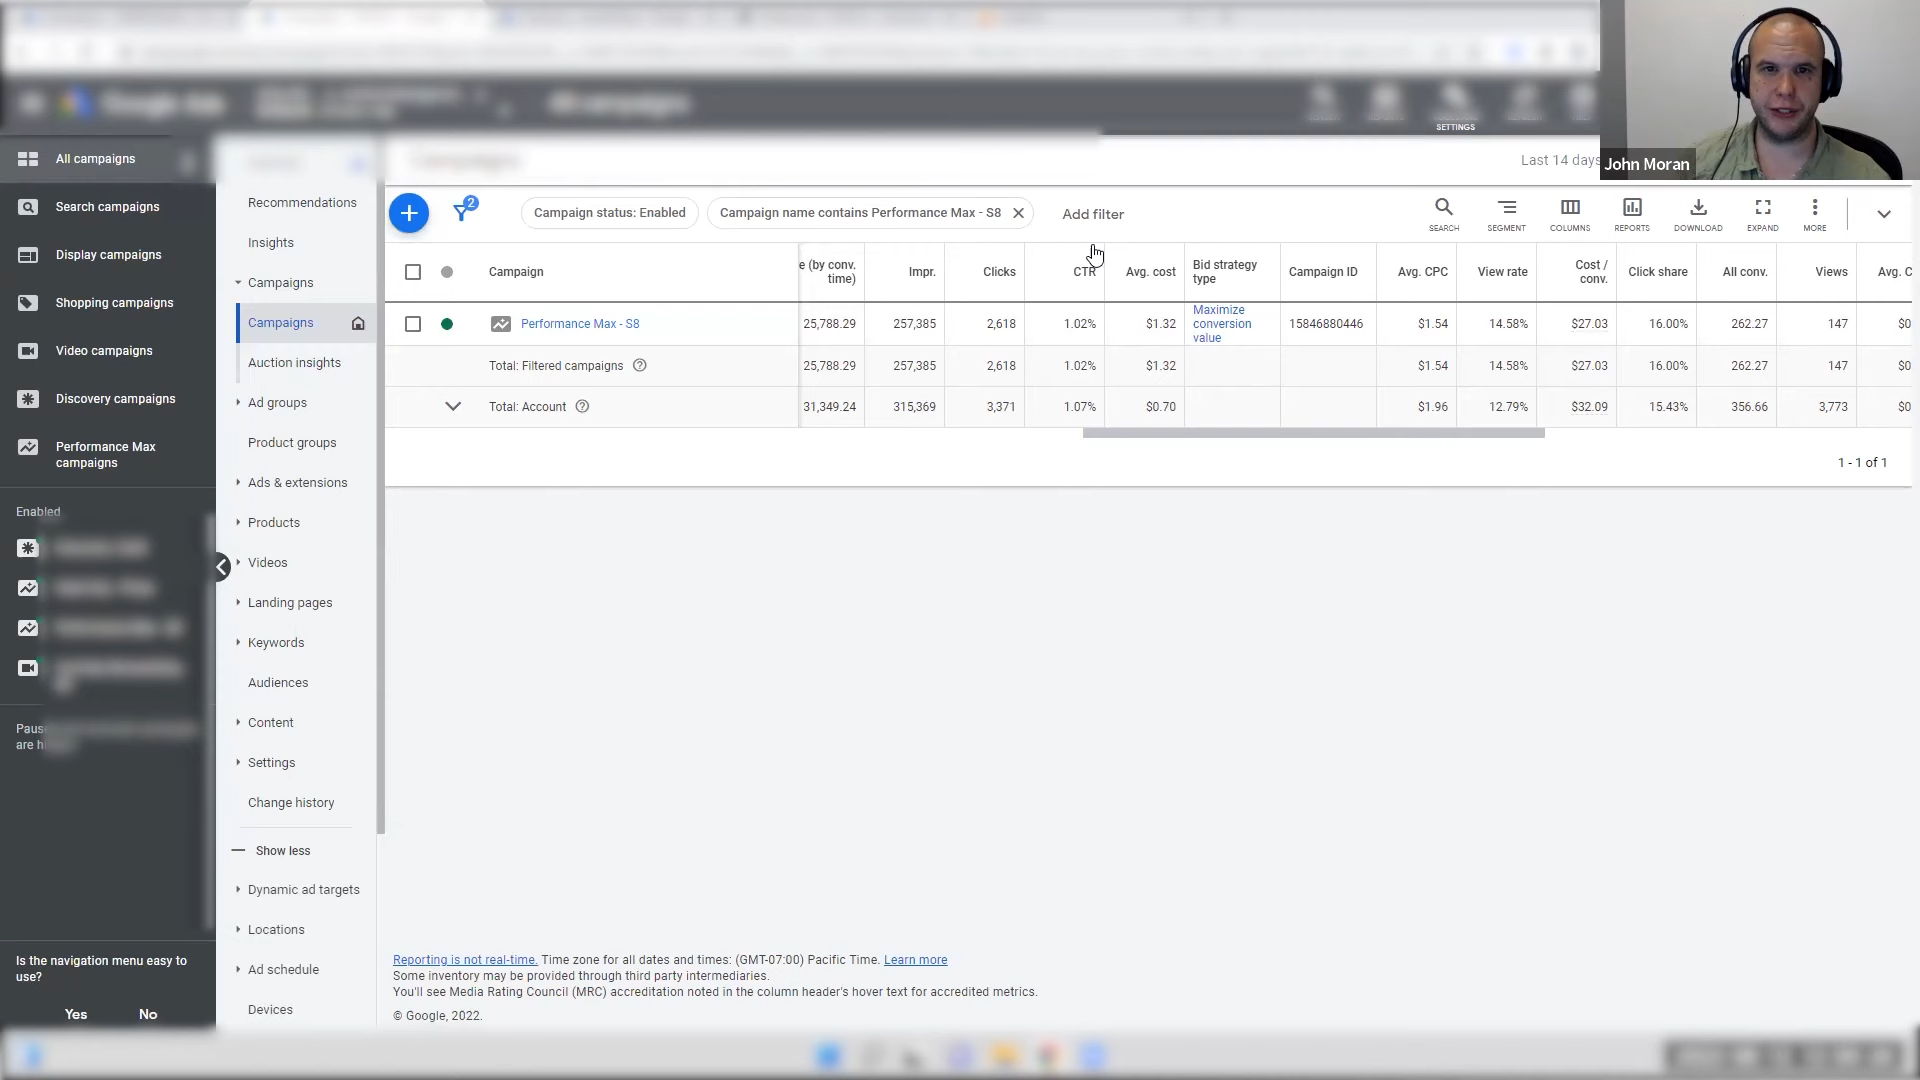 SETTINGS
John Moran
All campaigns
Search campaigns
Display campaigns
Shopping campaigns
Video campaigns
Discovery campaigns
Performance Max
campaigns
Enabled
are
Is the navigation menu easy to
use?
Yes No
Recommendations
Insights
Campaigns
Campaigns
Auction insights
Ad groups
Product groups
Ads & extensions
Products
Videos
Landing pages
Keywords
Audiences
Content
Settings
Change history
Show less
Dynamic ad targets
Locations
Ad schedule
Devices
Campaigns
Last 14 days
2
Campaign status: Enabled
Campaign name contains Performance Max - S8
Add filter
SEARCH SEGMENT COLUMNS REPORTS DOWNLOAD EXPAND MORE
Campaign e (by conv. time) Impr. Clicks CTR Avg. cost Bid strategy type Campaign ID Avg. CPC View rate Cost / conv. Click share All conv. Views Avg. C
Performance Max - S8 25,788.29 257,385 2,618 1.02% $1.32 Maximize conversion value 15846880446 $1.54 14.58% $27.03 16.00% 262.27 147 $0
Total: Filtered campaigns 25,788.29 257,385 2,618 1.02% $1.32 $1.54 14.58% $27.03 16.00% 262.27 147 $0
Total: Account 31,349.24 315,369 3,371 1.07% $0.70 $1.96 12.79% $32.09 15.43% 356.66 3,773 $0
1 - 1 of 1
Reporting is not real-time. Time zone for all dates and times: (GMT-07:00) Pacific Time. Learn more
Some inventory may be provided through third party intermediaries.
You'll see Media Rating Council (MRC) accreditation noted in the column header's hover text for accredited metrics.
© Google, 2022.